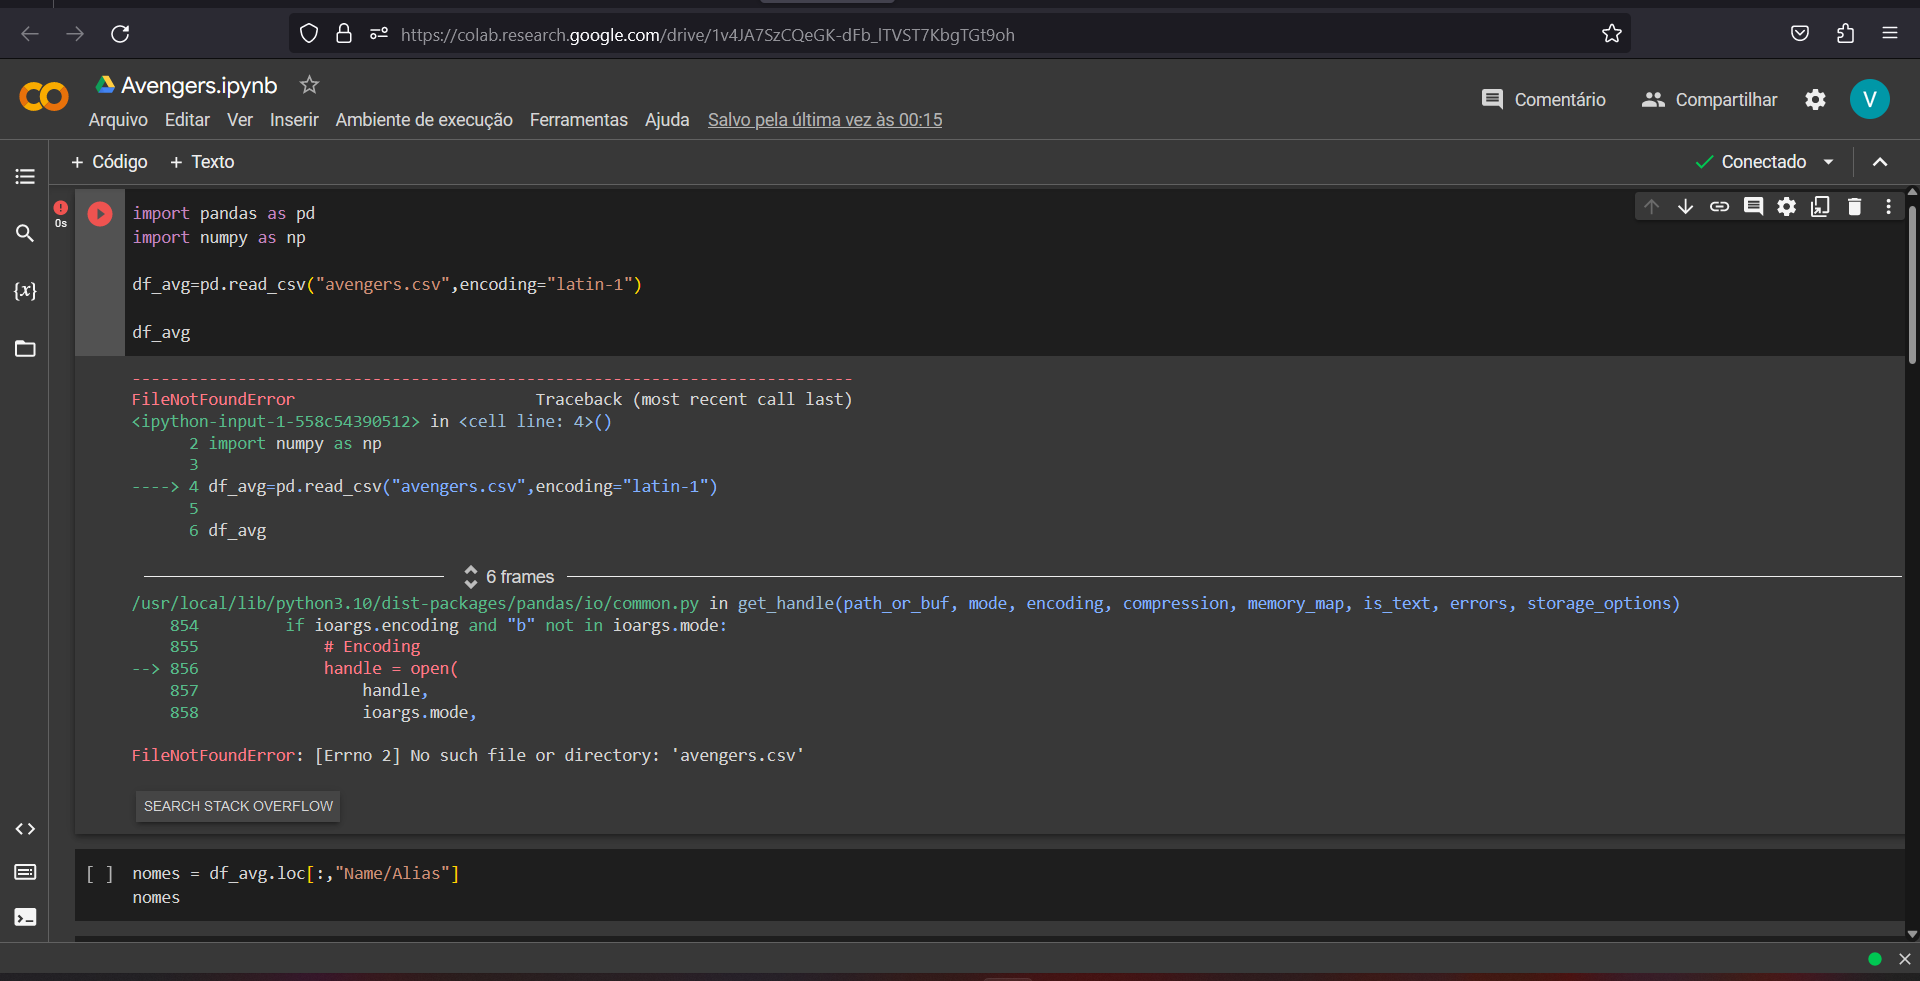 https://colab.research.google.com/drive/1v4JA7SzCQeGK-dFb_lTVST7KbgTGt9oh
CO
Avengers.ipynb
Arquivo Editar Ver Inserir Ambiente de execução Ferramentas Ajuda Salvo pela última vez às 00:15
Comentário Compartilhar V
+ Código + Texto
Conectado
0s
{x}
import pandas as pd
import numpy as np
df_avg=pd.read_csv("avengers.csv",encoding="latin-1")
df_avg
---------------------------------------------------------------------------
FileNotFoundError                         Traceback (most recent call last)
<ipython-input-1-558c54390512> in <cell line: 4>()
      2 import numpy as np
      3
----> 4 df_avg=pd.read_csv("avengers.csv",encoding="latin-1")
      5
      6 df_avg
6 frames
/usr/local/lib/python3.10/dist-packages/pandas/io/common.py in get_handle(path_or_buf, mode, encoding, compression, memory_map, is_text, errors, storage_options)
    854         if ioargs.encoding and "b" not in ioargs.mode:
    855             # Encoding
--> 856             handle = open(
    857                 handle,
    858                 ioargs.mode,
FileNotFoundError: [Errno 2] No such file or directory: 'avengers.csv'
SEARCH STACK OVERFLOW
[ ] nomes = df_avg.loc[:,"Name/Alias"]
nomes